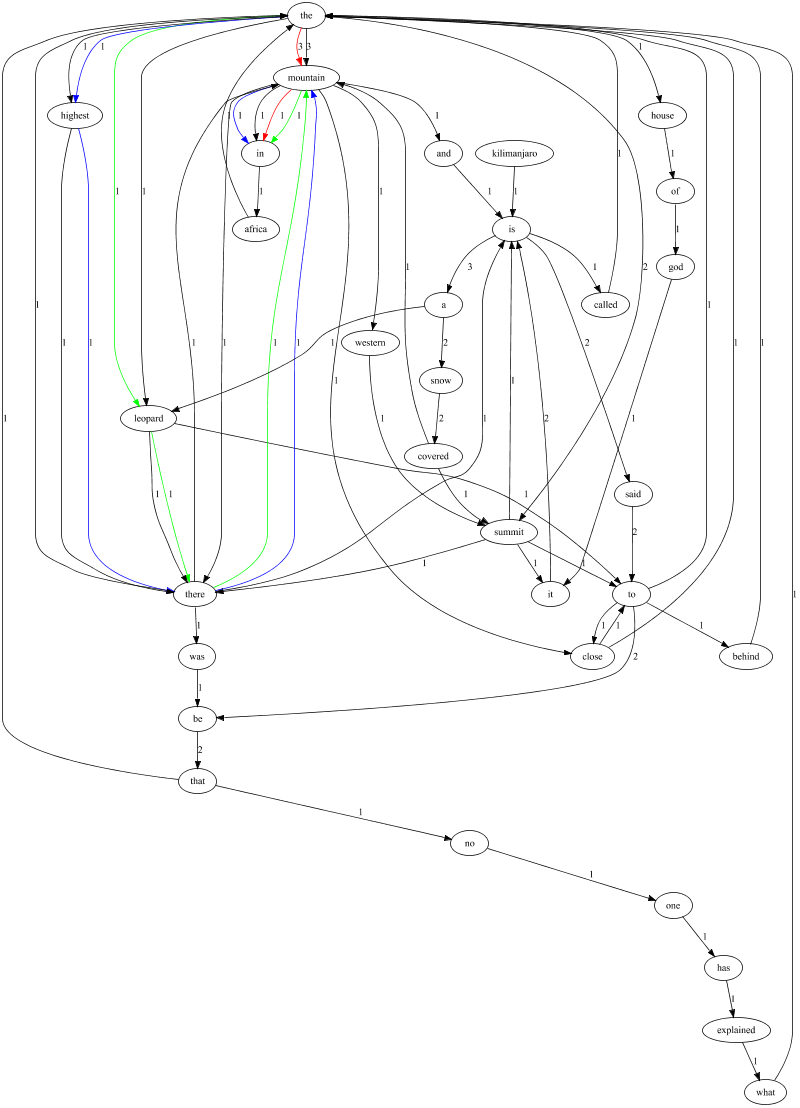 the
1 1 3 3 1
mountain
highest house
1 1 1 1 1 1 1
in and kilimanjaro
1 1 1 1 1 1 1 of
africa is 1
3 1 2 god
a called
1 1 1 1 1 western 1 2 2 1 1
snow
1 2 1
leopard
covered
1 1 1 1 1
1 1 said
summit 2
1 1 1 1
there it to
1 1 1 1
was close behind
1 2
be
2
that
1
no
1
one
1
has
1
explained
1
what